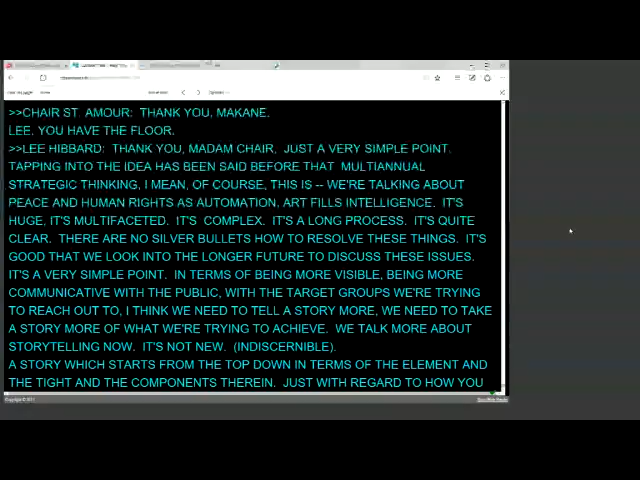 >>CHAIR ST. AMOUR:  THANK YOU, MAKANE.
LEE. YOU HAVE THE FLOOR.
>>LEE HIBBARD:  THANK YOU, MADAM CHAIR,  JUST A VERY SIMPLE POINT.
TAPPING INTO THE IDEA HAS BEEN SAID BEFORE THAT  MULTIANNUAL
STRATEGIC THINKING, I MEAN, OF COURSE, THIS IS -- WE'RE TALKING ABOUT
PEACE AND HUMAN RIGHTS AS AUTOMATION. ART FILLS INTELLIGENCE.  IT'S
HUGE, IT'S MULTIFACETED.  IT'S  COMPLEX.  IT'S A LONG PROCESS.  IT'S QUITE
CLEAR.  THERE ARE NO SILVER BULLETS HOW TO RESOLVE THESE THINGS.  IT'S
GOOD THAT WE LOOK INTO THE LONGER FUTURE TO DISCUSS THESE ISSUES.
IT'S A VERY SIMPLE POINT.  IN TERMS OF BEING MORE VISIBLE, BEING MORE
COMMUNICATIVE WITH THE PUBLIC, WITH THE TARGET GROUPS WE'RE TRYING
TO REACH OUT TO, I THINK WE NEED TO TELL A STORY MORE, WE NEED TO TAKE
A STORY MORE OF WHAT WE'RE TRYING TO ACHIEVE.  WE TALK MORE ABOUT
STORYTELLING NOW.  IT'S NOT NEW.  (INDISCERNIBLE).
A STORY WHICH STARTS FROM THE TOP DOWN IN TERMS OF THE ELEMENT AND
THE TIGHT AND THE COMPONENTS THEREIN.  JUST WITH REGARD TO HOW YOU